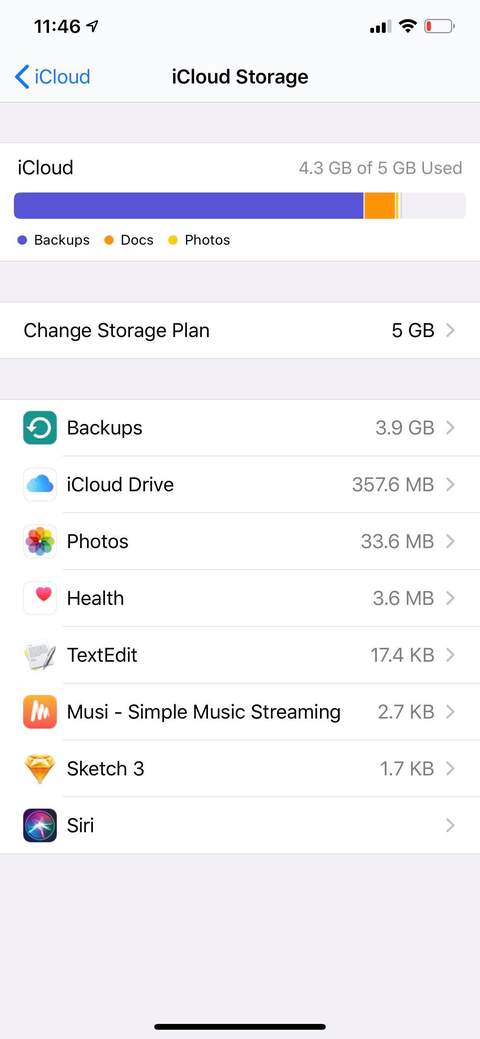 11:46
iCloud
iCloud Storage
iCloud 4.3 GB of 5 GB Used
Backups Docs Photos
Change Storage Plan 5 GB
Backups 3.9 GB
iCloud Drive 357.6 MB
Photos 33.6 MB
Health 3.6 MB
TextEdit 17.4 KB
Musi - Simple Music Streaming 2.7 KB
Sketch 3 1.7 KB
Siri